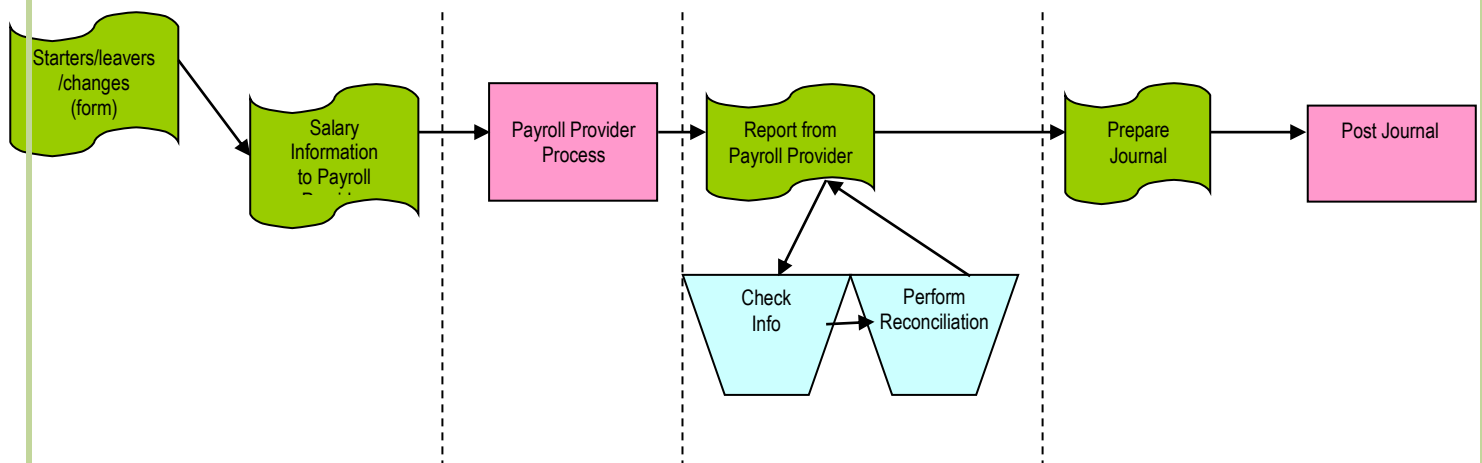 Starters/leavers
/changes
(form)
Salary
Information
to Payroll
Payroll Provider
Process
Report from
Payroll Provider
Prepare
Journal
Post Journal
Check
Info
Perform
Reconciliation